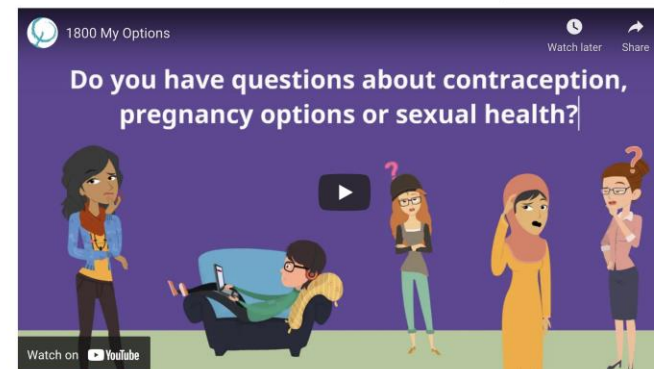 1800 My Options
Watch later
Share
Do you have questions about contraception,
pregnancy options or sexual health?
?
?
Watch on YouTube